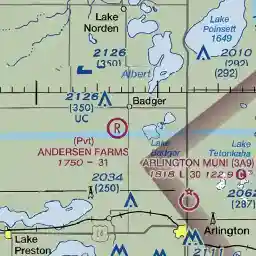 Lake
Norden
Lake
Poinsett
1649
2126
(350)
Albert
2010
(292)
2126
(350)
UC
Badger
R
(Pvt)
ANDERSEN FARMS
1750 - 31
Lake
Badger
Lake
Tetonkaha
ARLINGTON MUNI (3A9)
1818 L 30 122.9 C
2034
(250)
2062
(287)
Lake
Preston
Arlington
2111